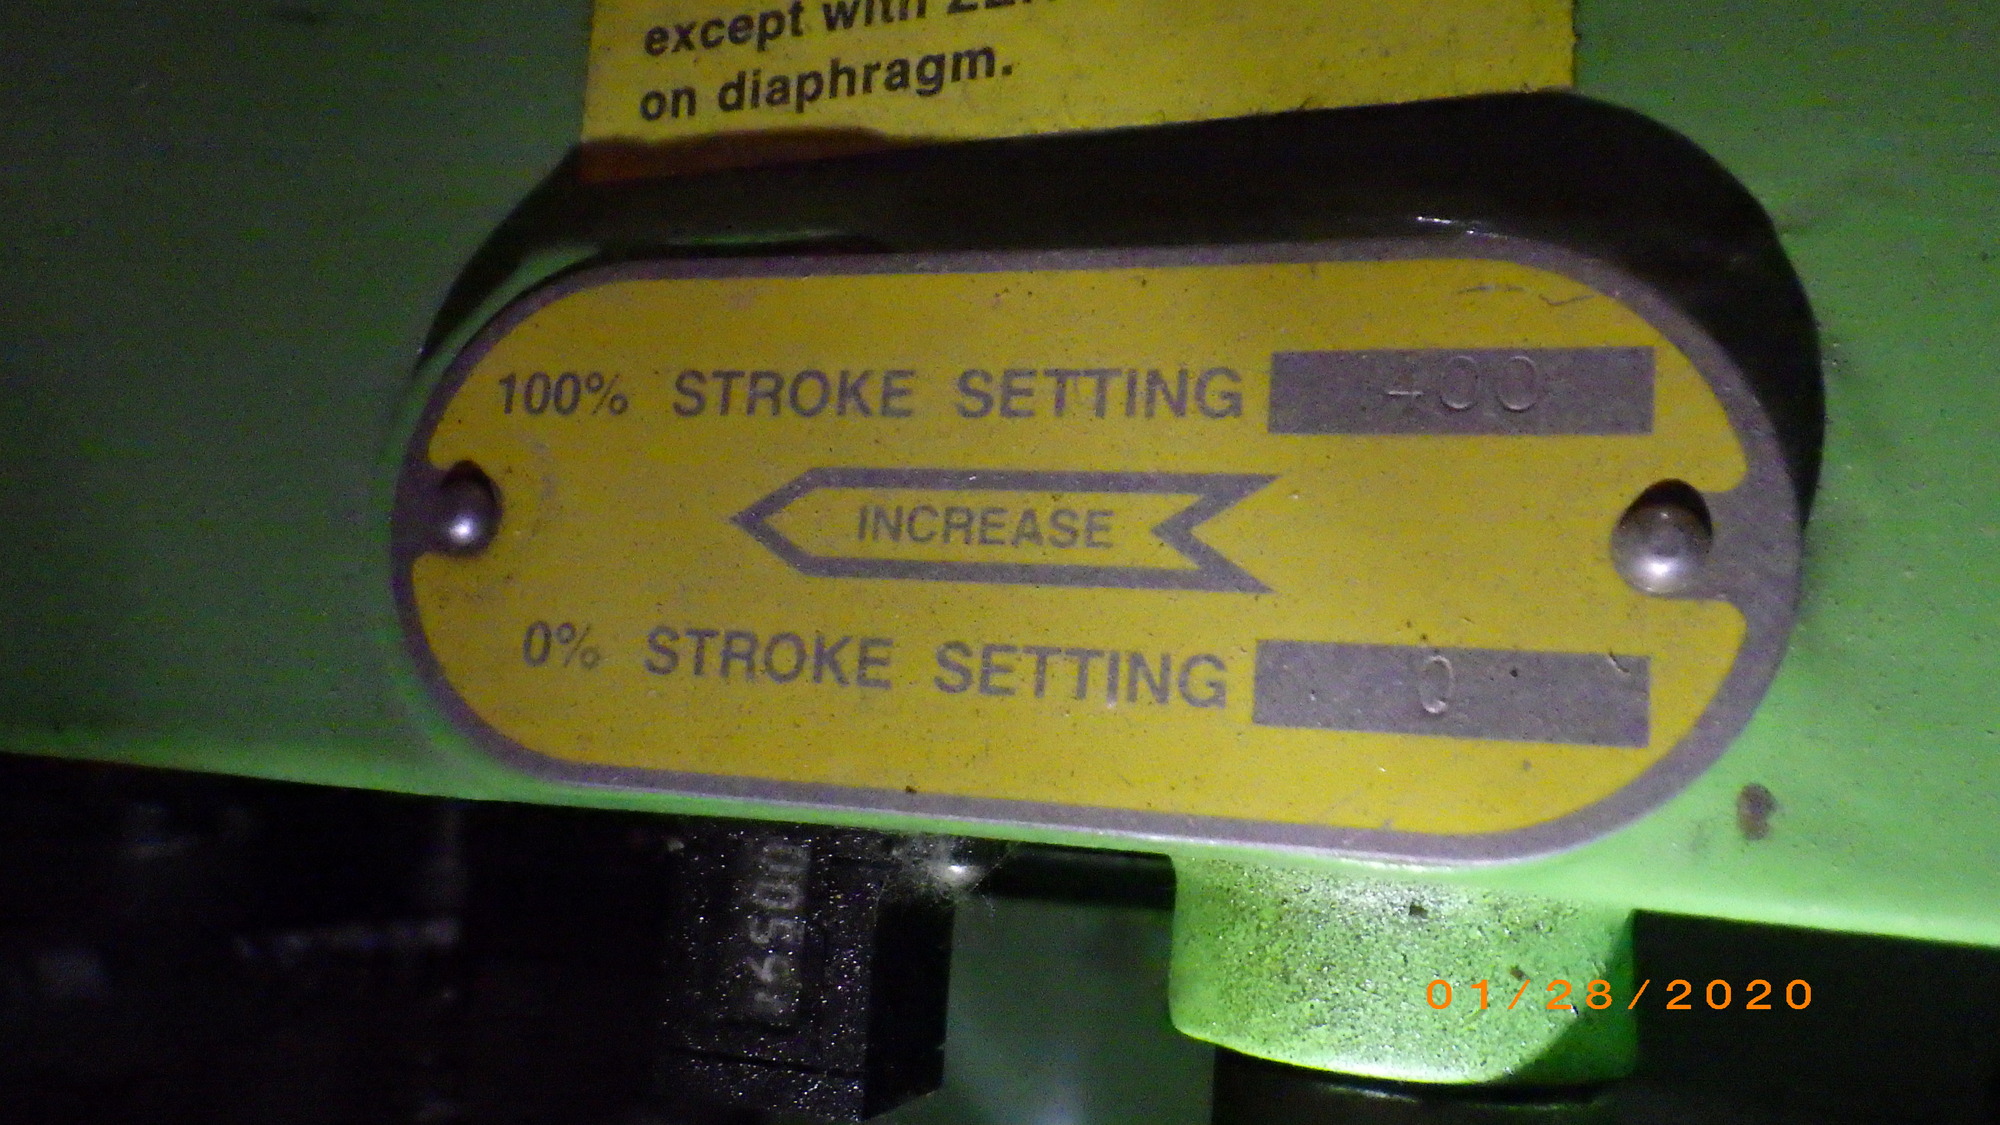 except with
on diaphragm.
100% STROKE SETTING 400
INCREASE
0% STROKE SETTING 0
01/28/2020